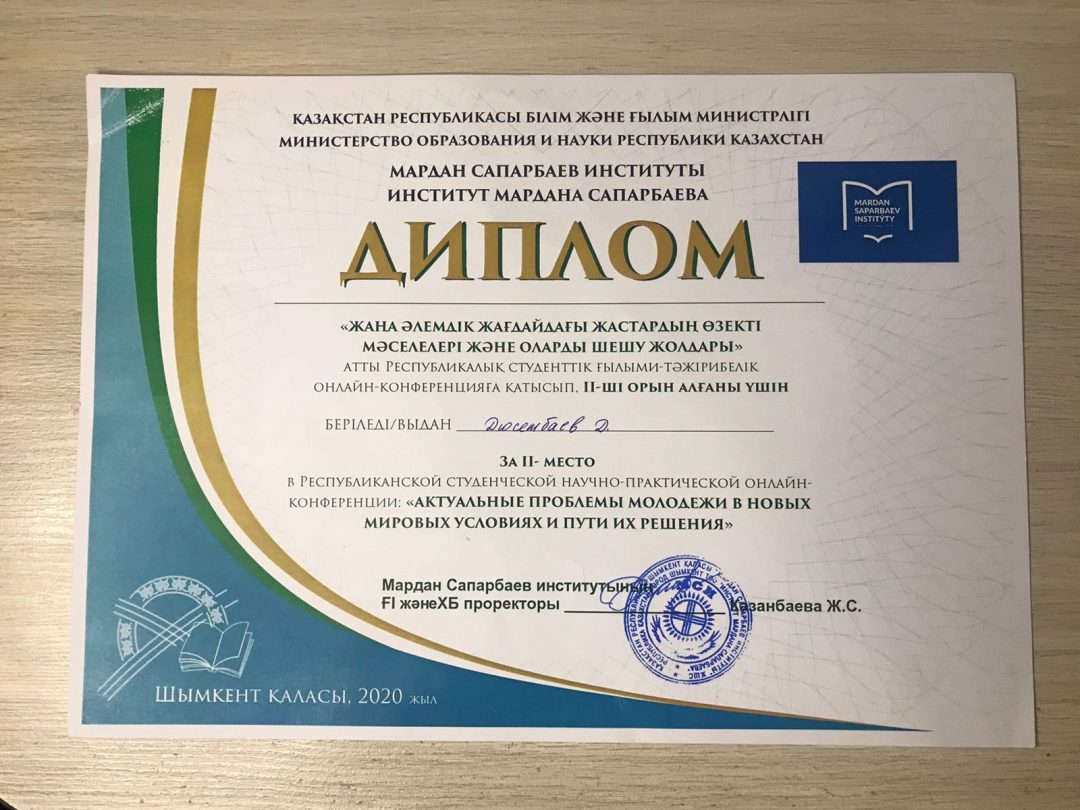 ҚАЗАҚСТАН РЕСПУБЛИКАСЫ БІЛІМ ЖӘНЕ ҒЫЛЫМ МИНИСТРЛІГІ
МИНИСТЕРСТВО ОБРАЗОВАНИЯ И НАУКИ РЕСПУБЛИКИ КАЗАХСТАН
МАРДАН САПАРБАЕВ ИНСТИТУТЫ
ИНСТИТУТ МАРДАНА САПАРБАЕВА
MARDAN
SAPARBAEV
INSTITÝTY
ДИПЛОМ
«ЖАҢА ӘЛЕМДІК ЖАҒДАЙДАҒЫ ЖАСТАРДЫҢ ӨЗЕКТІ
МӘСЕЛЕЛЕРІ ЖӘНЕ ОЛАРДЫ ШЕШУ ЖОЛДАРЫ»
АТТЫ РЕСПУБЛИКАЛЫҚ СТУДЕНТТІК ҒЫЛЫМИ-ТӘЖІРИБЕЛІК
ОНЛАЙН-КОНФЕРЕНЦИЯҒА ҚАТЫСЫП, II-ШІ ОРЫН АЛҒАНЫ ҮШІН
БЕРІЛЕДІ/ВЫДАН Дюсембаев Д.
ЗА II- МЕСТО
В РЕСПУБЛИКАНСКОЙ СТУДЕНЧЕСКОЙ НАУЧНО-ПРАКТИЧЕСКОЙ ОНЛАЙН-
КОНФЕРЕНЦИИ: «АКТУАЛЬНЫЕ ПРОБЛЕМЫ МОЛОДЕЖИ В НОВЫХ
МИРОВЫХ УСЛОВИЯХ И ПУТИ ИХ РЕШЕНИЯ»
Мардан Сапарбаев институтының
ҒІ жәнеХБ проректоры Казанбаева Ж.С.
ШЫМКЕНТ ҚАЛАСЫ, 2020 ЖЫЛ